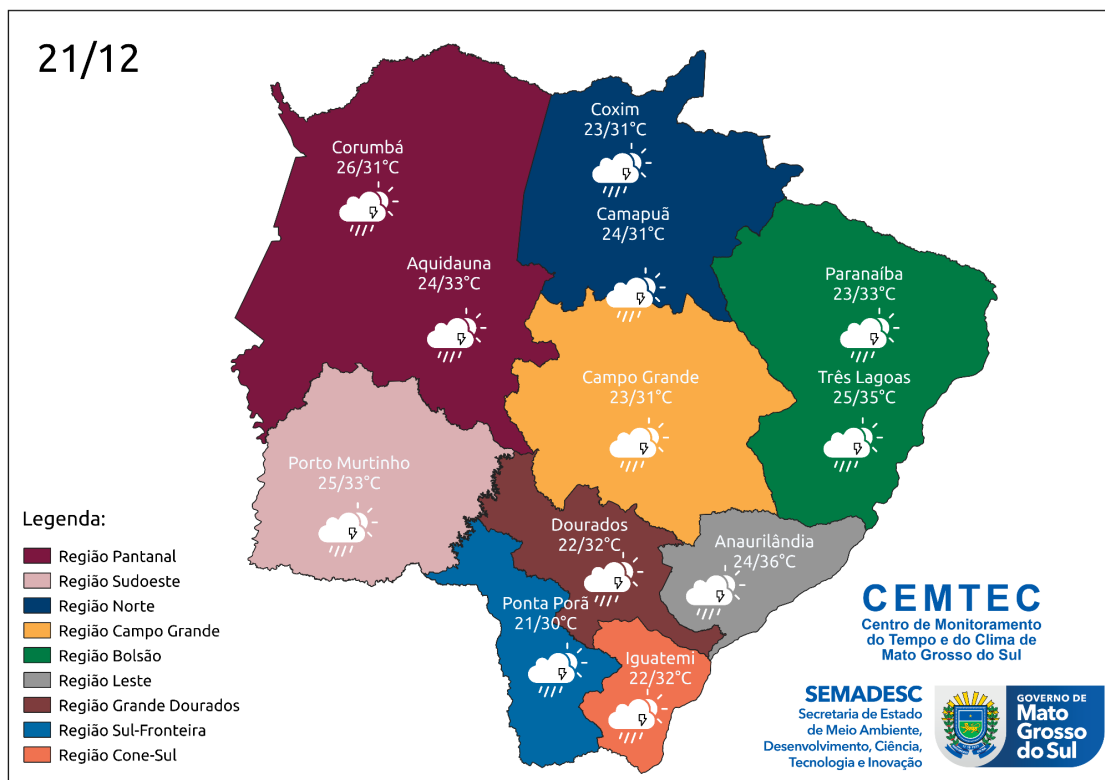 21/12
Coxim
23/31°C
Corumbá
26/31°C
Camapuã
24/31°C
Aquidauna
24/33°C
Paranaíba
23/33°C
Campo Grande
23/31°C
Três Lagoas
25/35°C
Porto Murtinho
25/33°C
Dourados
22/32°C
Anaurilândia
24/36°C
Ponta Porã
21/30°C
Iguatemi
22/32°C
Legenda:
Região Pantanal
Região Sudoeste
Região Norte
Região Campo Grande
Região Bolsão
Região Leste
Região Grande Dourados
Região Sul-Fronteira
Região Cone-Sul
CEMTEC
Centro de Monitoramento
do Tempo e do Clima de
Mato Grosso do Sul
SEMADESC
Secretaria de Estado
de Meio Ambiente,
Desenvolvimento, Ciência,
Tecnologia e Inovação
GOVERNO DE
Mato
Grosso
do Sul